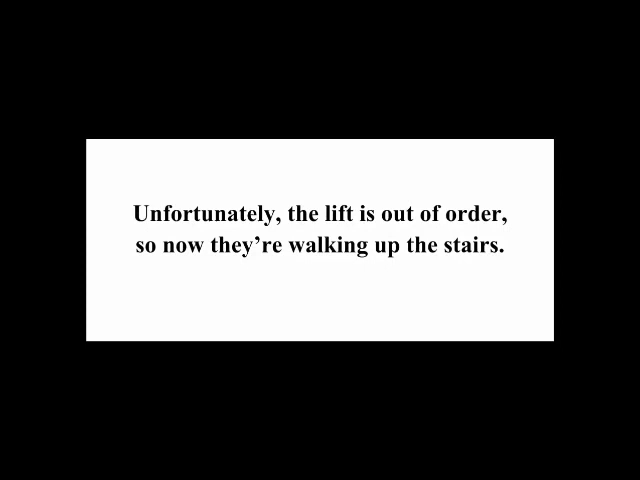 Unfortunately, the lift is out of order,
so now they’re walking up the stairs.